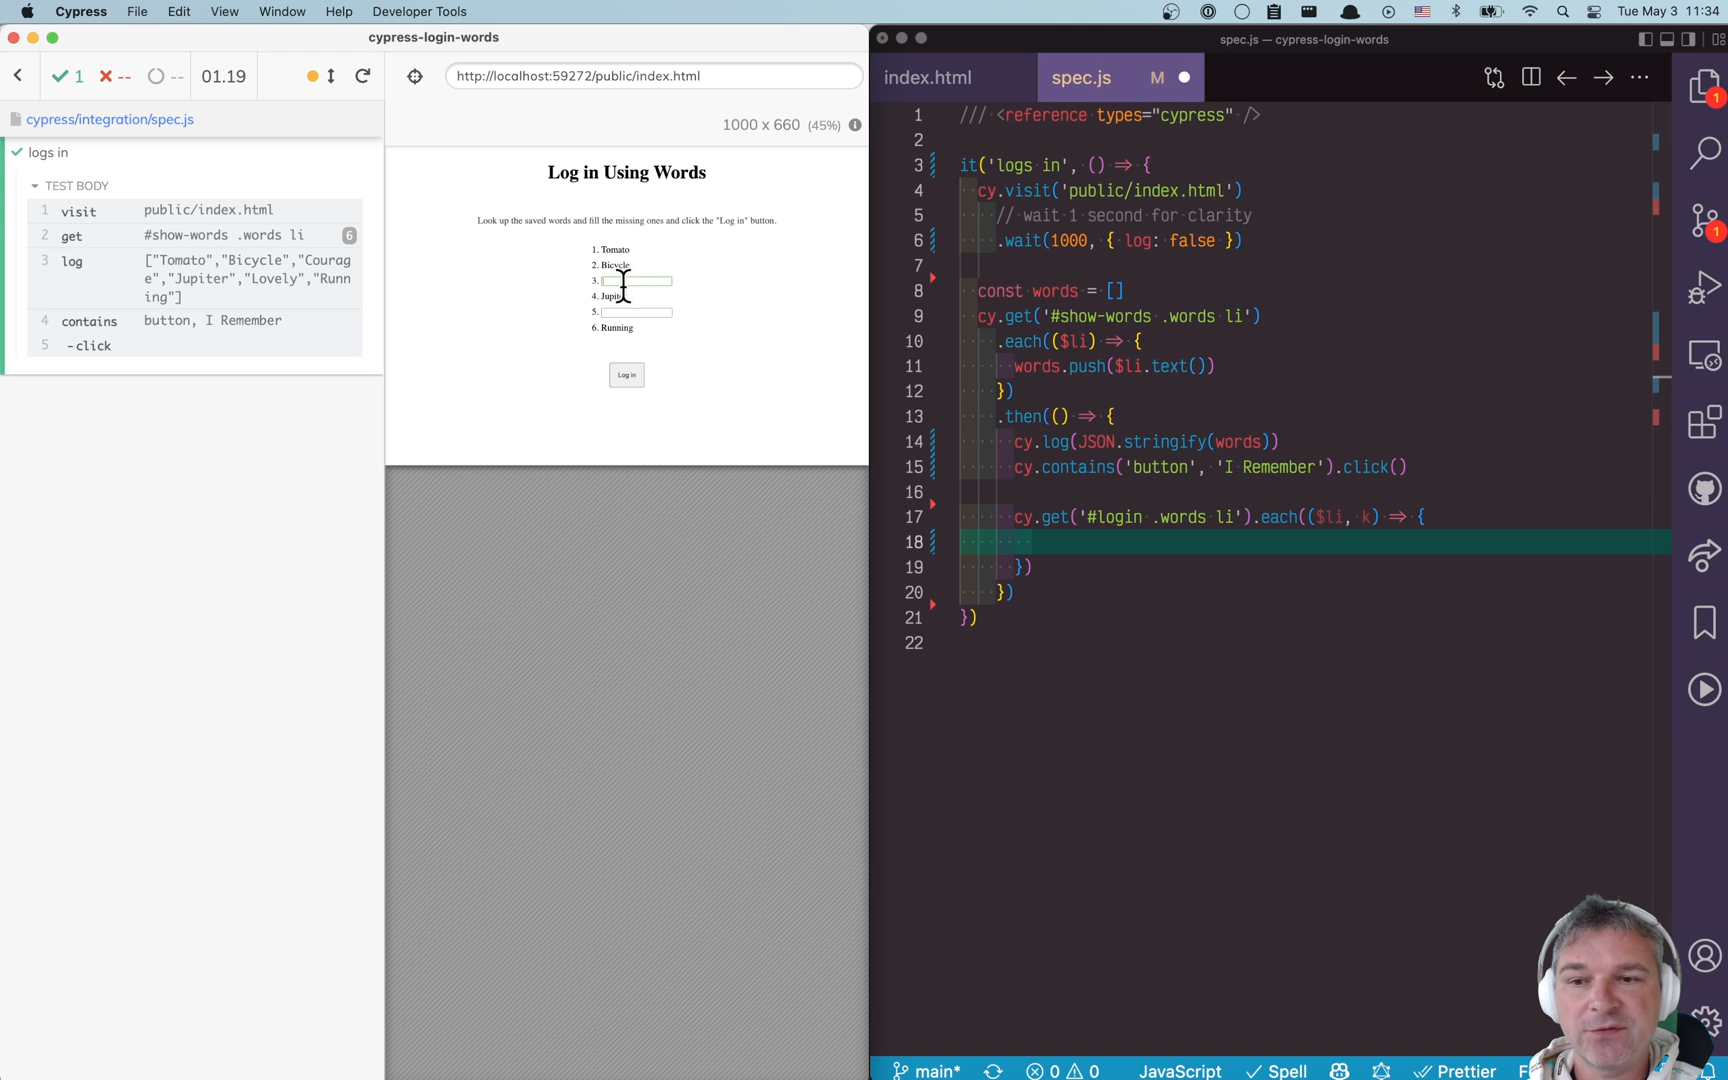 Cypress File Edit View Window Help Developer Tools
Tue May 3 11:34
cypress-login-words
1 -- -- 01.19
http://localhost:59272/public/index.html
1000 x 660 (45%)
cypress/integration/spec.js
logs in
TEST BODY
1 visit public/index.html
2 get #show-words .words li 6
3 log ["Tomato","Bicycle","Courag
e","Jupiter","Lovely","Runn
ing"]
4 contains button, I Remember
5 -click
Log in Using Words
Look up the saved words and fill the missing ones and click the "Log in" button.
1. Tomato
2. Bicycle
3.
4. Jupit
5.
6. Running
Log in
spec.js — cypress-login-words
index.html spec.js M
1 /// <reference types="cypress" />
2
3 it('logs in', () => {
4 cy.visit('public/index.html')
5 // wait 1 second for clarity
6 .wait(1000, { log: false })
7
8 const words = []
9 cy.get('#show-words .words li')
10 .each(($li) => {
11 words.push($li.text())
12 })
13 .then(() => {
14 cy.log(JSON.stringify(words))
15 cy.contains('button', 'I Remember').click()
16
17 cy.get('#login .words li').each(($li, k) => {
18
19 })
20 })
21 })
22
1
1
main* 0 0 JavaScript Spell Prettier F